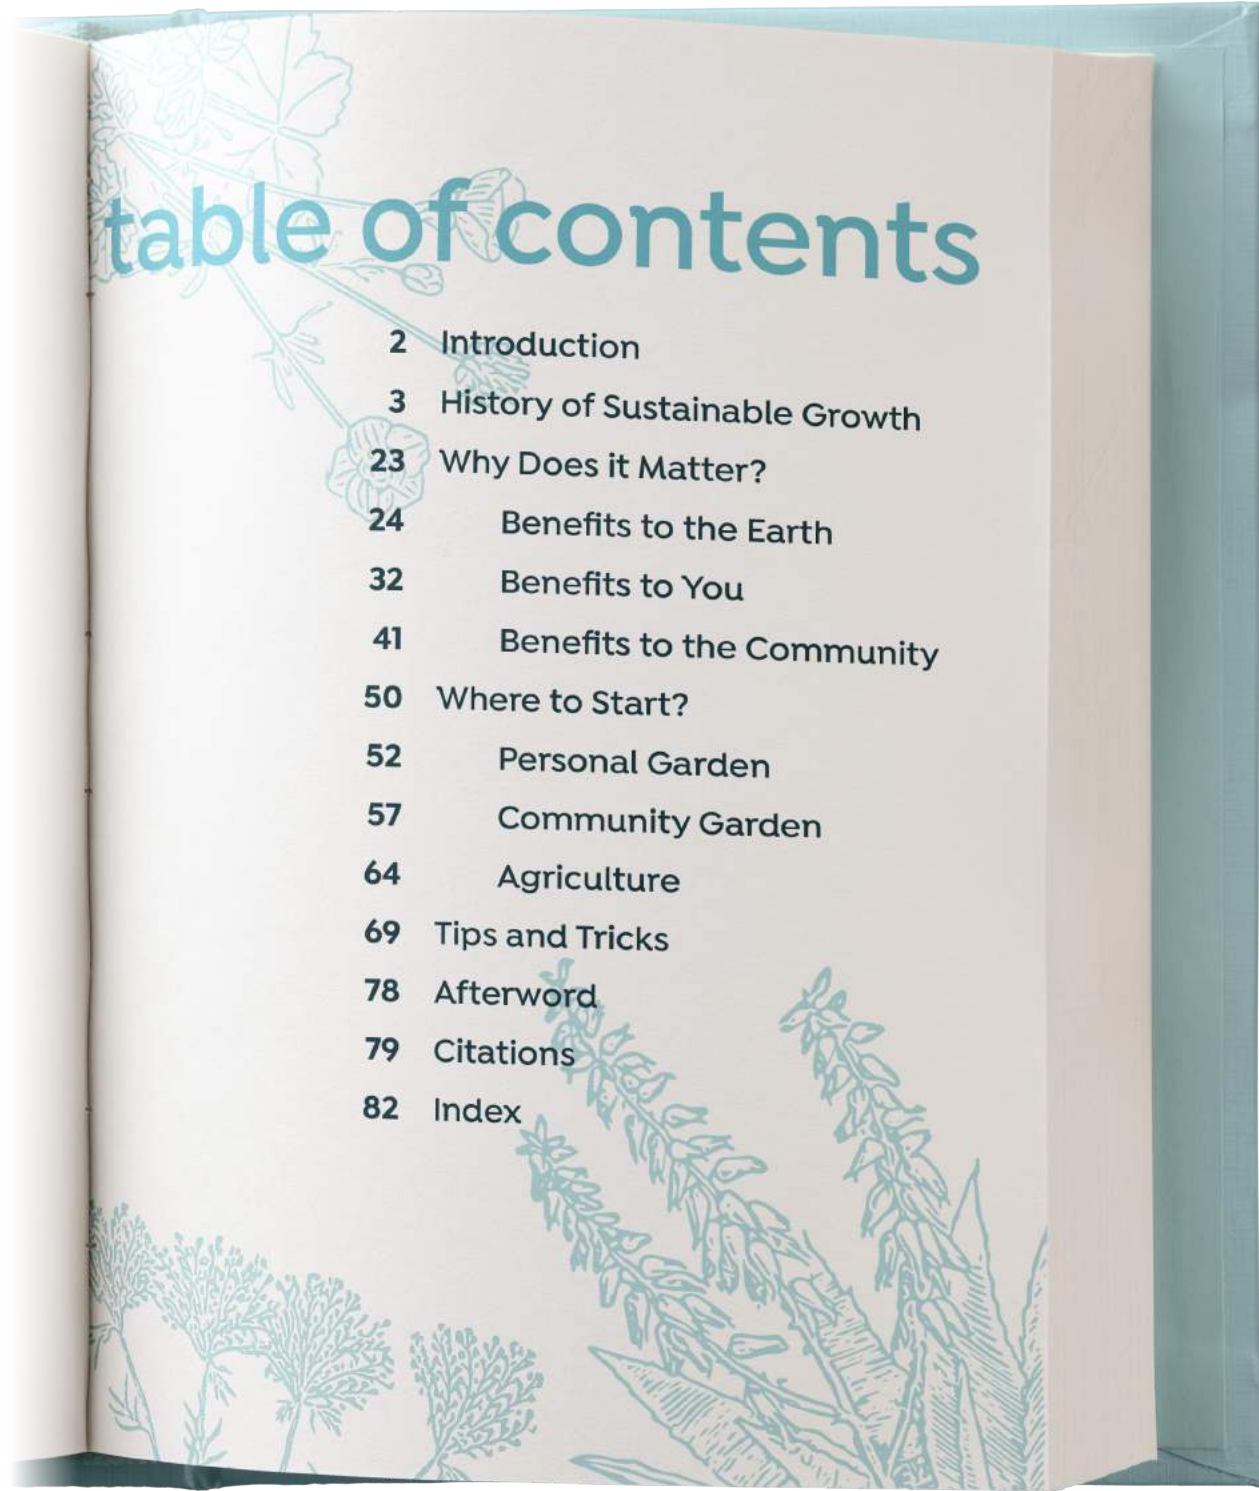 table of contents
2 Introduction
3 History of Sustainable Growth
23 Why Does it Matter?
24 Benefits to the Earth
32 Benefits to You
41 Benefits to the Community
50 Where to Start?
52 Personal Garden
57 Community Garden
64 Agriculture
69 Tips and Tricks
78 Afterword
79 Citations
82 Index